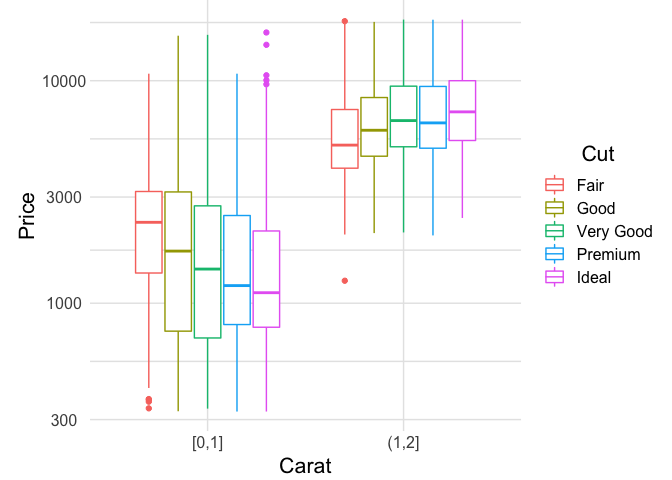 10000
3000
1000
300
Price
[0,1]
(1,2]
Carat
Cut
Fair
Good
Very Good
Premium
Ideal